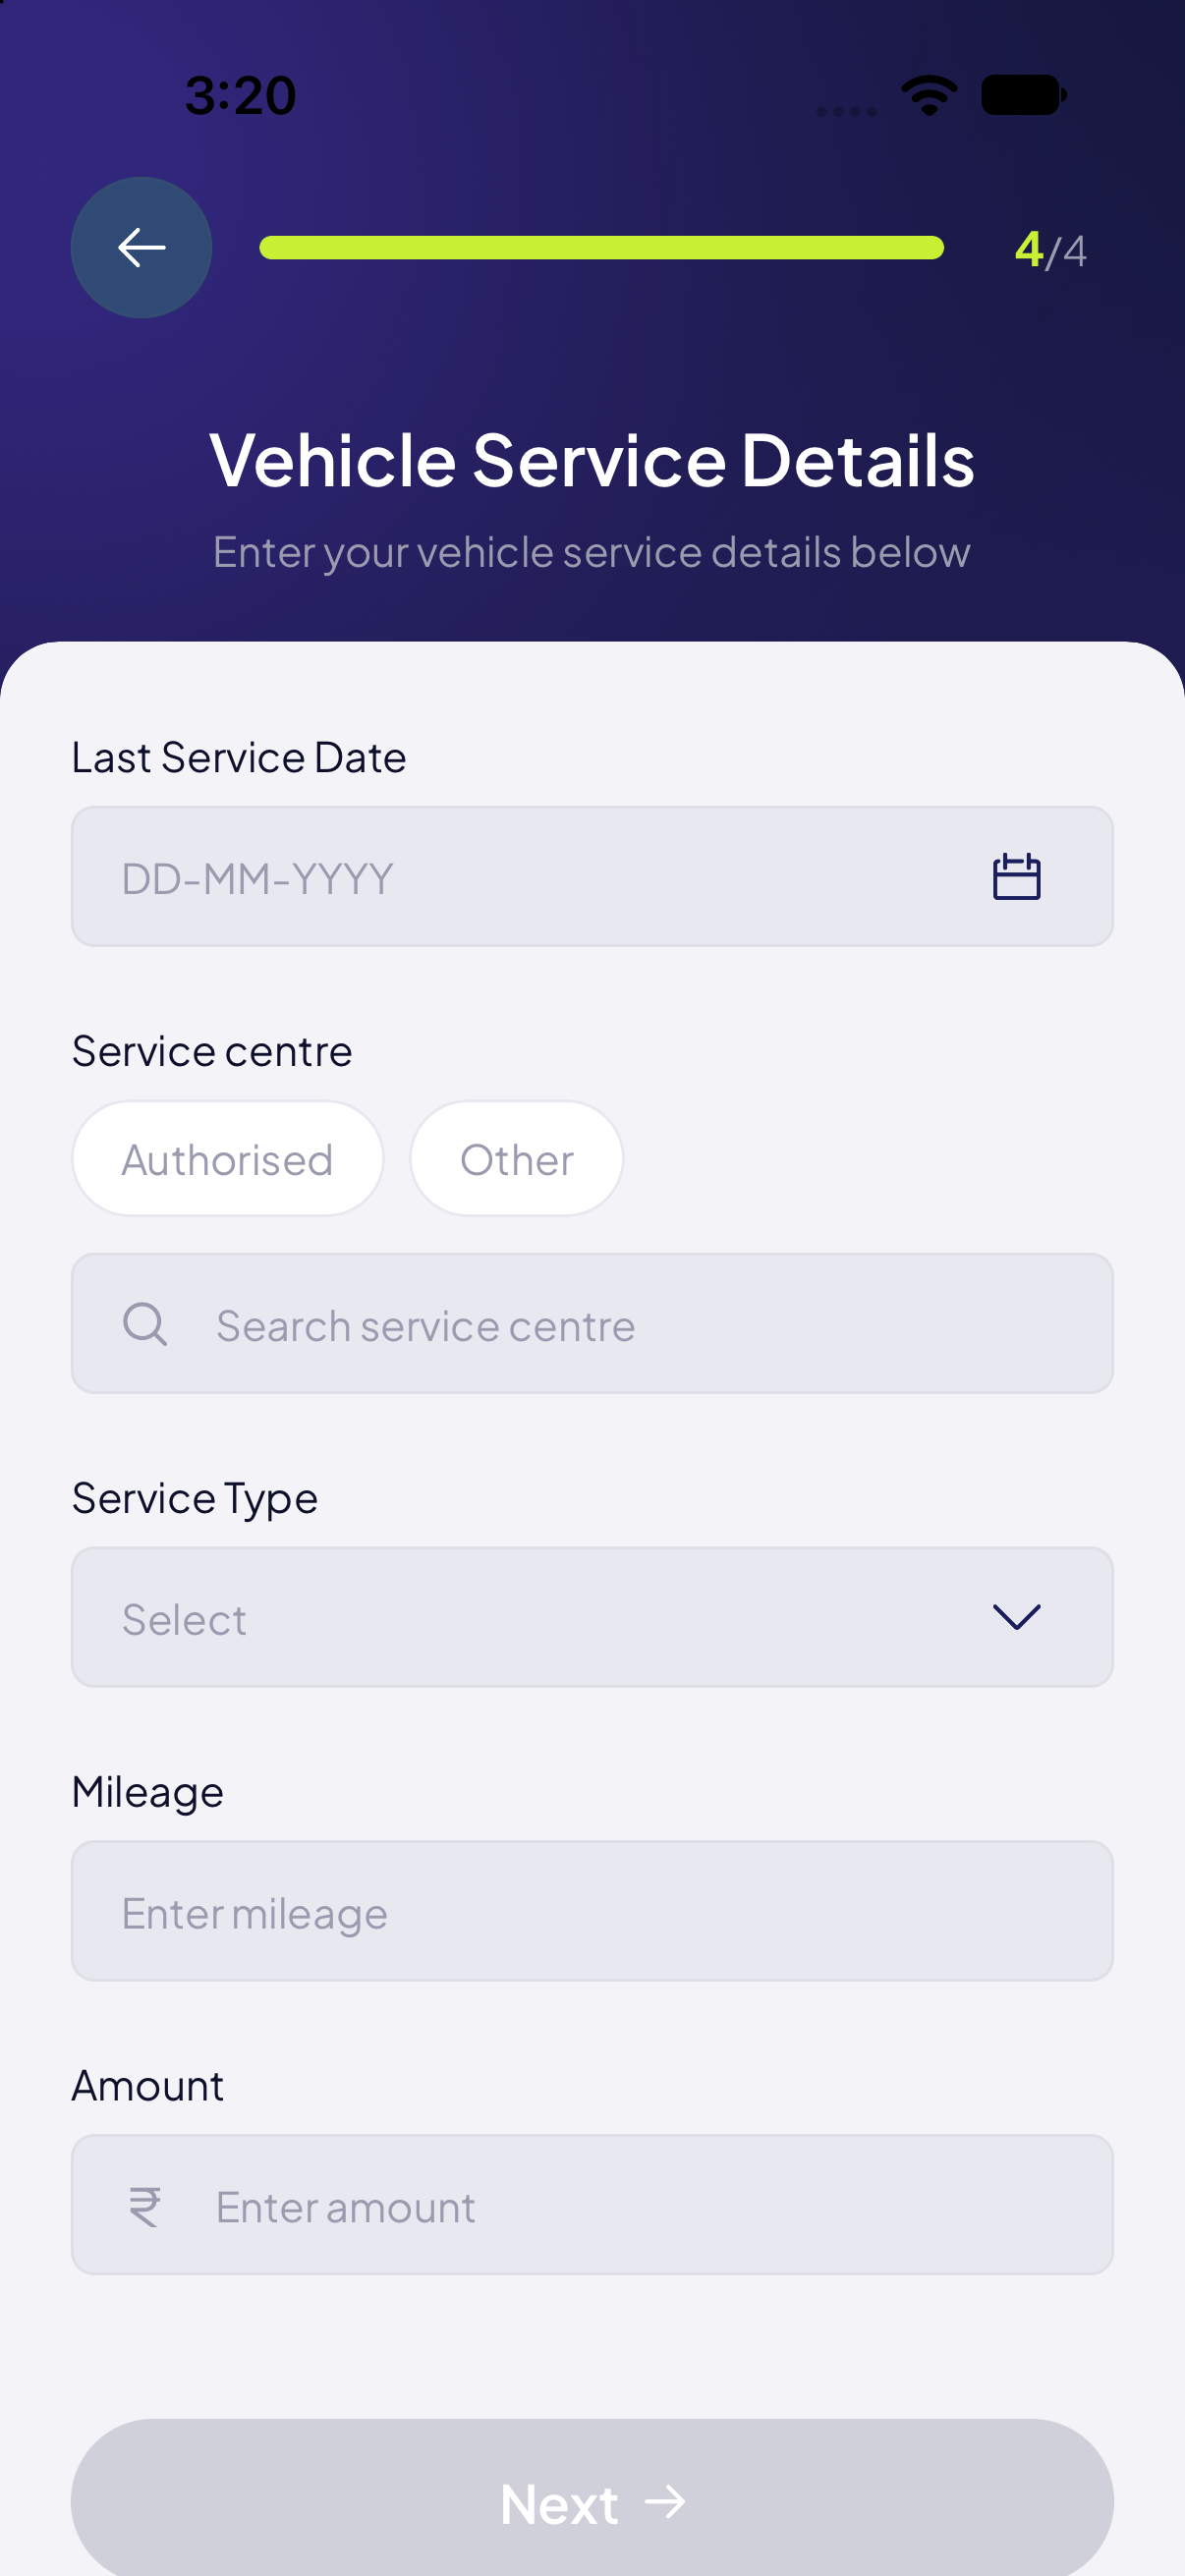 3:20
4/4
Vehicle Service Details
Enter your vehicle service details below
Last Service Date
DD-MM-YYYY
Service centre
Authorised Other
Search service centre
Service Type
Select
Mileage
Enter mileage
Amount
₹ Enter amount
Next →